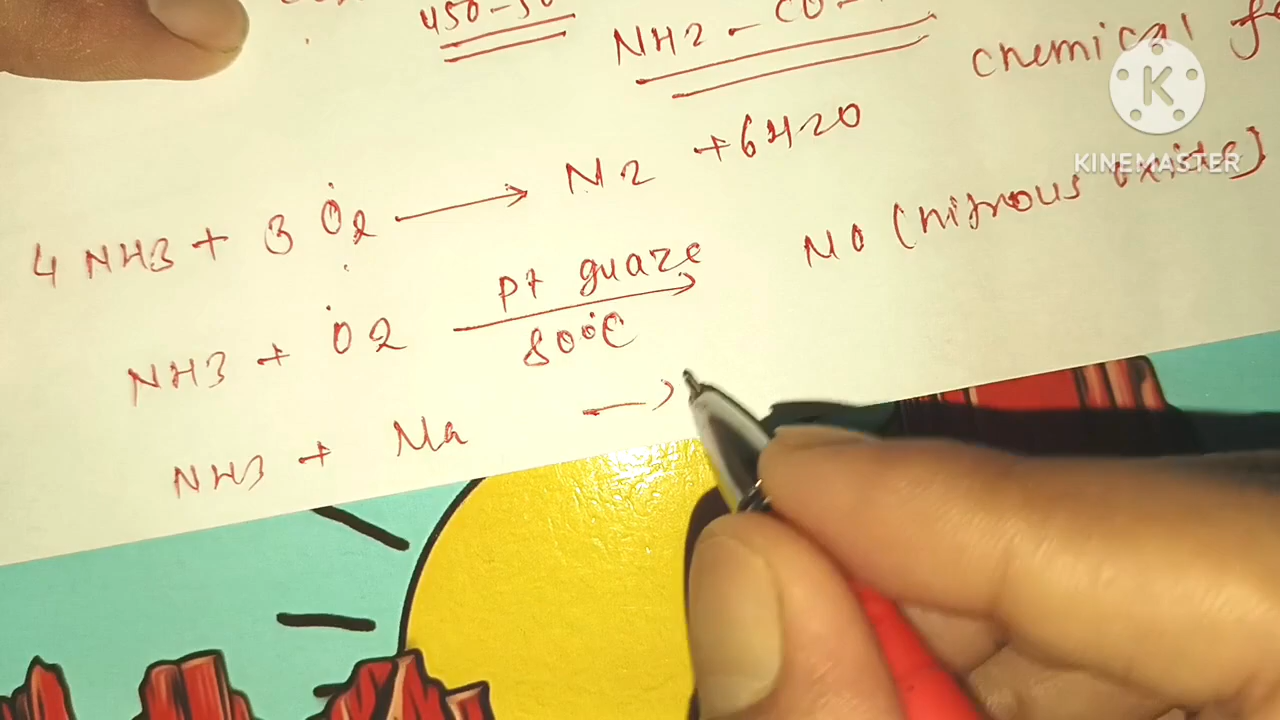 450-50
NH2-CO-
chemical
4 NH3 + 3 O2 → N2 + 6H2O
NH3 + O2 → NO (nitrous oxide)
Pt guaze
800°C
NH3 + Na →
KINEMASTER